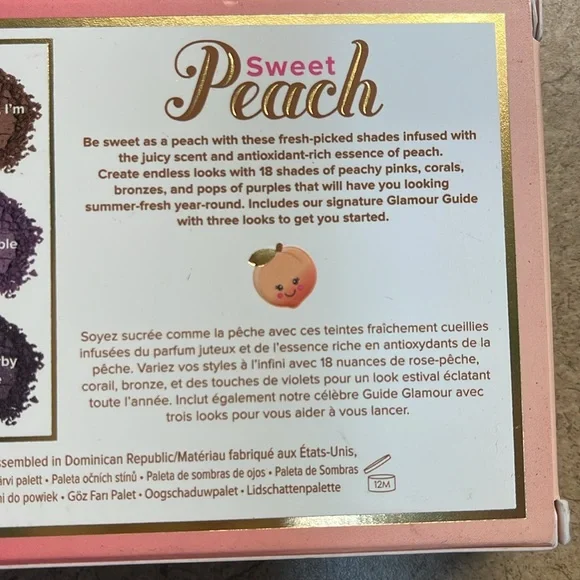 I'm
ble
by
Sweet
Peach
Be sweet as a peach with these fresh-picked shades infused with
the juicy scent and antioxidant-rich essence of peach.
Create endless looks with 18 shades of peachy pinks, corals,
bronzes, and pops of purples that will have you looking
summer-fresh year-round. Includes our signature Glamour Guide
with three looks to get you started.
Soyez sucrée comme la pêche avec ces teintes fraîchement cueillies
infusées du parfum juteux et de l'essence riche en antioxydants de la
pêche. Variez vos styles à l'infini avec 18 nuances de rose-pêche,
corail, bronze, et des touches de violets pour un look estival éclatant
toute l'année. Inclut également notre célèbre Guide Glamour avec
trois looks pour vous aider à vous lancer.
ssembled in Dominican Republic/Matériau fabriqué aux États-Unis,
ärvi palett • Paleta očních stínů • Paleta de sombras de ojos • Paleta de Sombras
ni do powiek • Göz Farı Palet • Oogschaduwpalet • Lidschattenpalette
12M